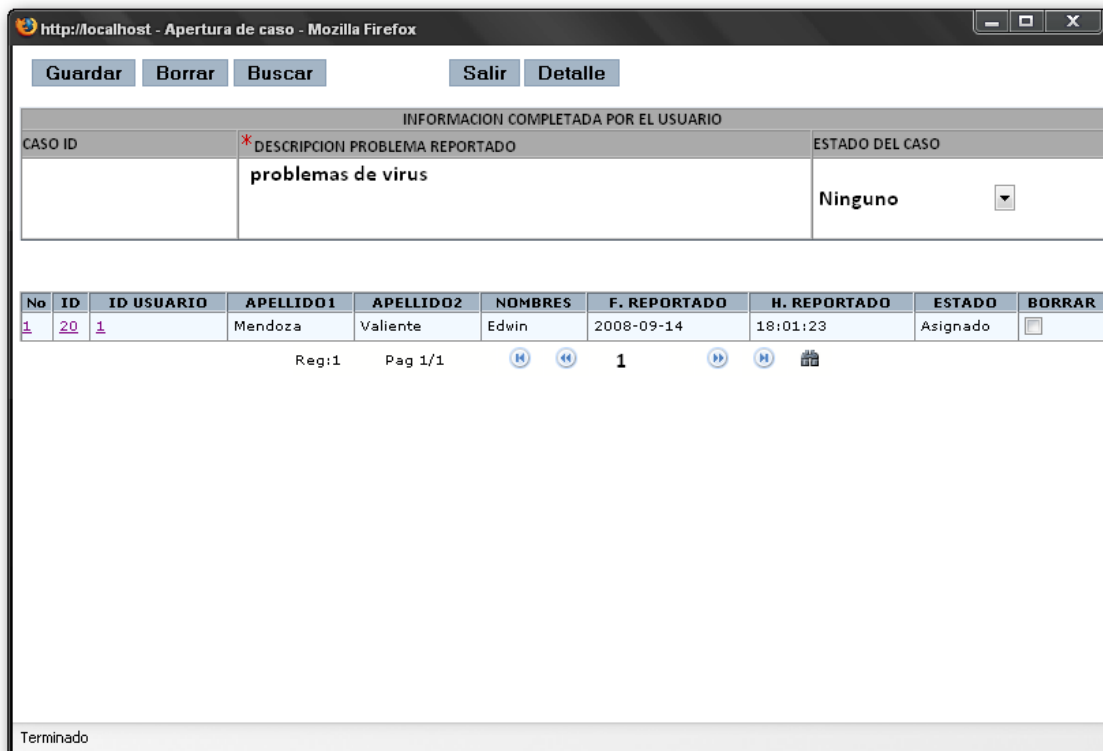 http://localhost - Apertura de caso - Mozilla Firefox
Guardar Borrar Buscar Salir Detalle
INFORMACION COMPLETADA POR EL USUARIO
CASO ID *DESCRIPCION PROBLEMA REPORTADO ESTADO DEL CASO
problemas de virus
Ninguno
No ID ID USUARIO APELLIDO1 APELLIDO2 NOMBRES F. REPORTADO H. REPORTADO ESTADO BORRAR
1 20 1 Mendoza Valiente Edwin 2008-09-14 18:01:23 Asignado
Reg:1 Pag 1/1 1
Terminado